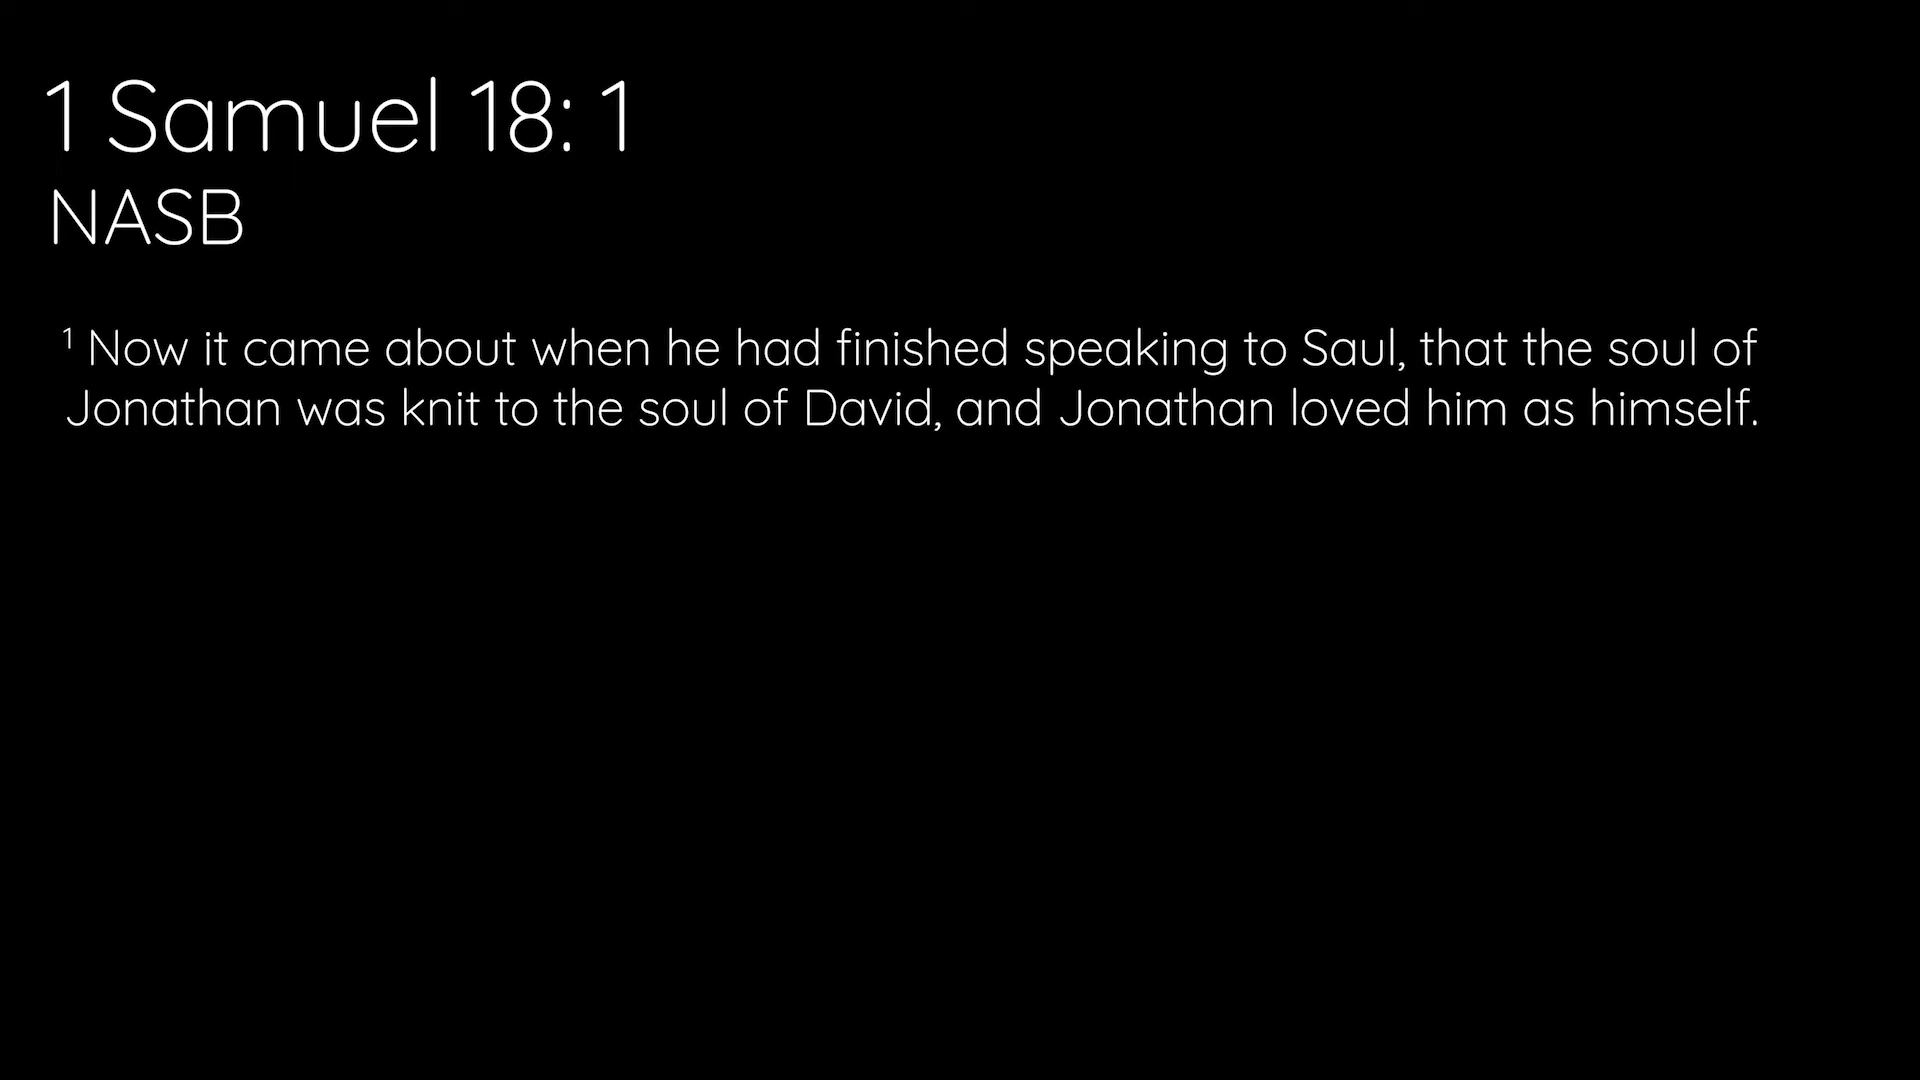 1 Samuel 18: 1
NASB
¹ Now it came about when he had finished speaking to Saul, that the soul of
Jonathan was knit to the soul of David, and Jonathan loved him as himself.